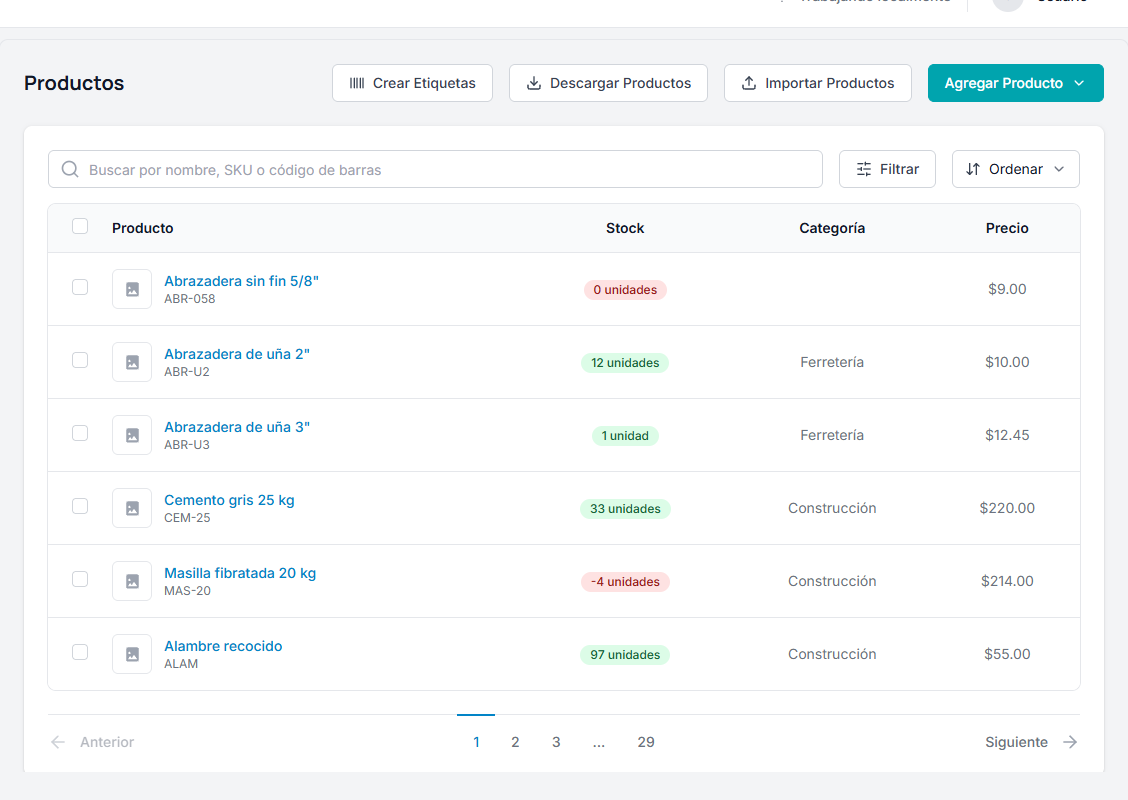 Trabajando localmente
Usuario
Productos
Crear Etiquetas
Descargar Productos
Importar Productos
Agregar Producto
Buscar por nombre, SKU o código de barras
Filtrar
Ordenar
Producto Stock Categoría Precio
Abrazadera sin fin 5/8"
ABR-058
0 unidades
$9.00
Abrazadera de uña 2"
ABR-U2
12 unidades
Ferretería
$10.00
Abrazadera de uña 3"
ABR-U3
1 unidad
Ferretería
$12.45
Cemento gris 25 kg
CEM-25
33 unidades
Construcción
$220.00
Masilla fibratada 20 kg
MAS-20
-4 unidades
Construcción
$214.00
Alambre recocido
ALAM
97 unidades
Construcción
$55.00
Anterior 1 2 3 ... 29 Siguiente